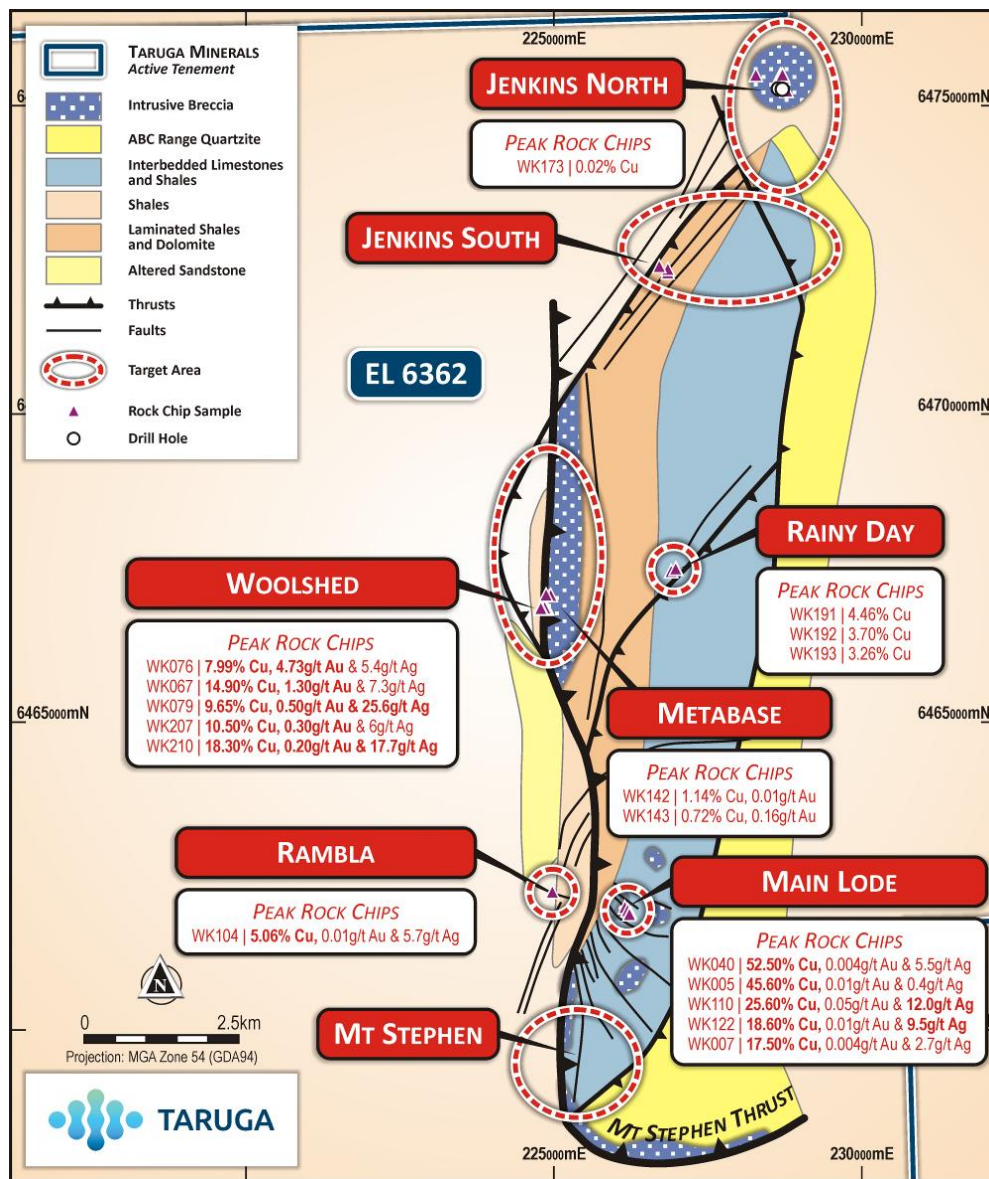 TARUGA MINERALS
Active Tenement
Intrusive Breccia
ABC Range Quartzite
Interbedded Limestones
and Shales
Shales
Laminated Shales
and Dolomite
Altered Sandstone
Thrusts
Faults
Target Area
Rock Chip Sample
Drill Hole
225000mE
230000mE
JENKINS NORTH
6475000mN
PEAK ROCK CHIPS
WK173 | 0.02% Cu
JENKINS SOUTH
EL 6362
6470000mN
RAINY DAY
PEAK ROCK CHIPS
WK191 | 4.46% Cu
WK192 | 3.70% Cu
WK193 | 3.26% Cu
WOOLSHED
PEAK ROCK CHIPS
WK076 | 7.99% Cu, 4.73g/t Au & 5.4g/t Ag
WK067 | 14.90% Cu, 1.30g/t Au & 7.3g/t Ag
WK079 | 9.65% Cu, 0.50g/t Au & 25.6g/t Ag
WK207 | 10.50% Cu, 0.30g/t Au & 6g/t Ag
WK210 | 18.30% Cu, 0.20g/t Au & 17.7g/t Ag
6465000mN
6465000mN
METABASE
PEAK ROCK CHIPS
WK142 | 1.14% Cu, 0.01g/t Au
WK143 | 0.72% Cu, 0.16g/t Au
RAMBLA
PEAK ROCK CHIPS
WK104 | 5.06% Cu, 0.01g/t Au & 5.7g/t Ag
MAIN LODE
PEAK ROCK CHIPS
WK040 | 52.50% Cu, 0.004g/t Au & 5.5g/t Ag
WK005 | 45.60% Cu, 0.01g/t Au & 0.4g/t Ag
WK110 | 25.60% Cu, 0.05g/t Au & 12.0g/t Ag
WK122 | 18.60% Cu, 0.01g/t Au & 9.5g/t Ag
WK007 | 17.50% Cu, 0.004g/t Au & 2.7g/t Ag
N
0 2.5km
Projection: MGA Zone 54 (GDA94)
MT STEPHEN
TARUGA
MT STEPHEN THRUST
225000mE
230000mE